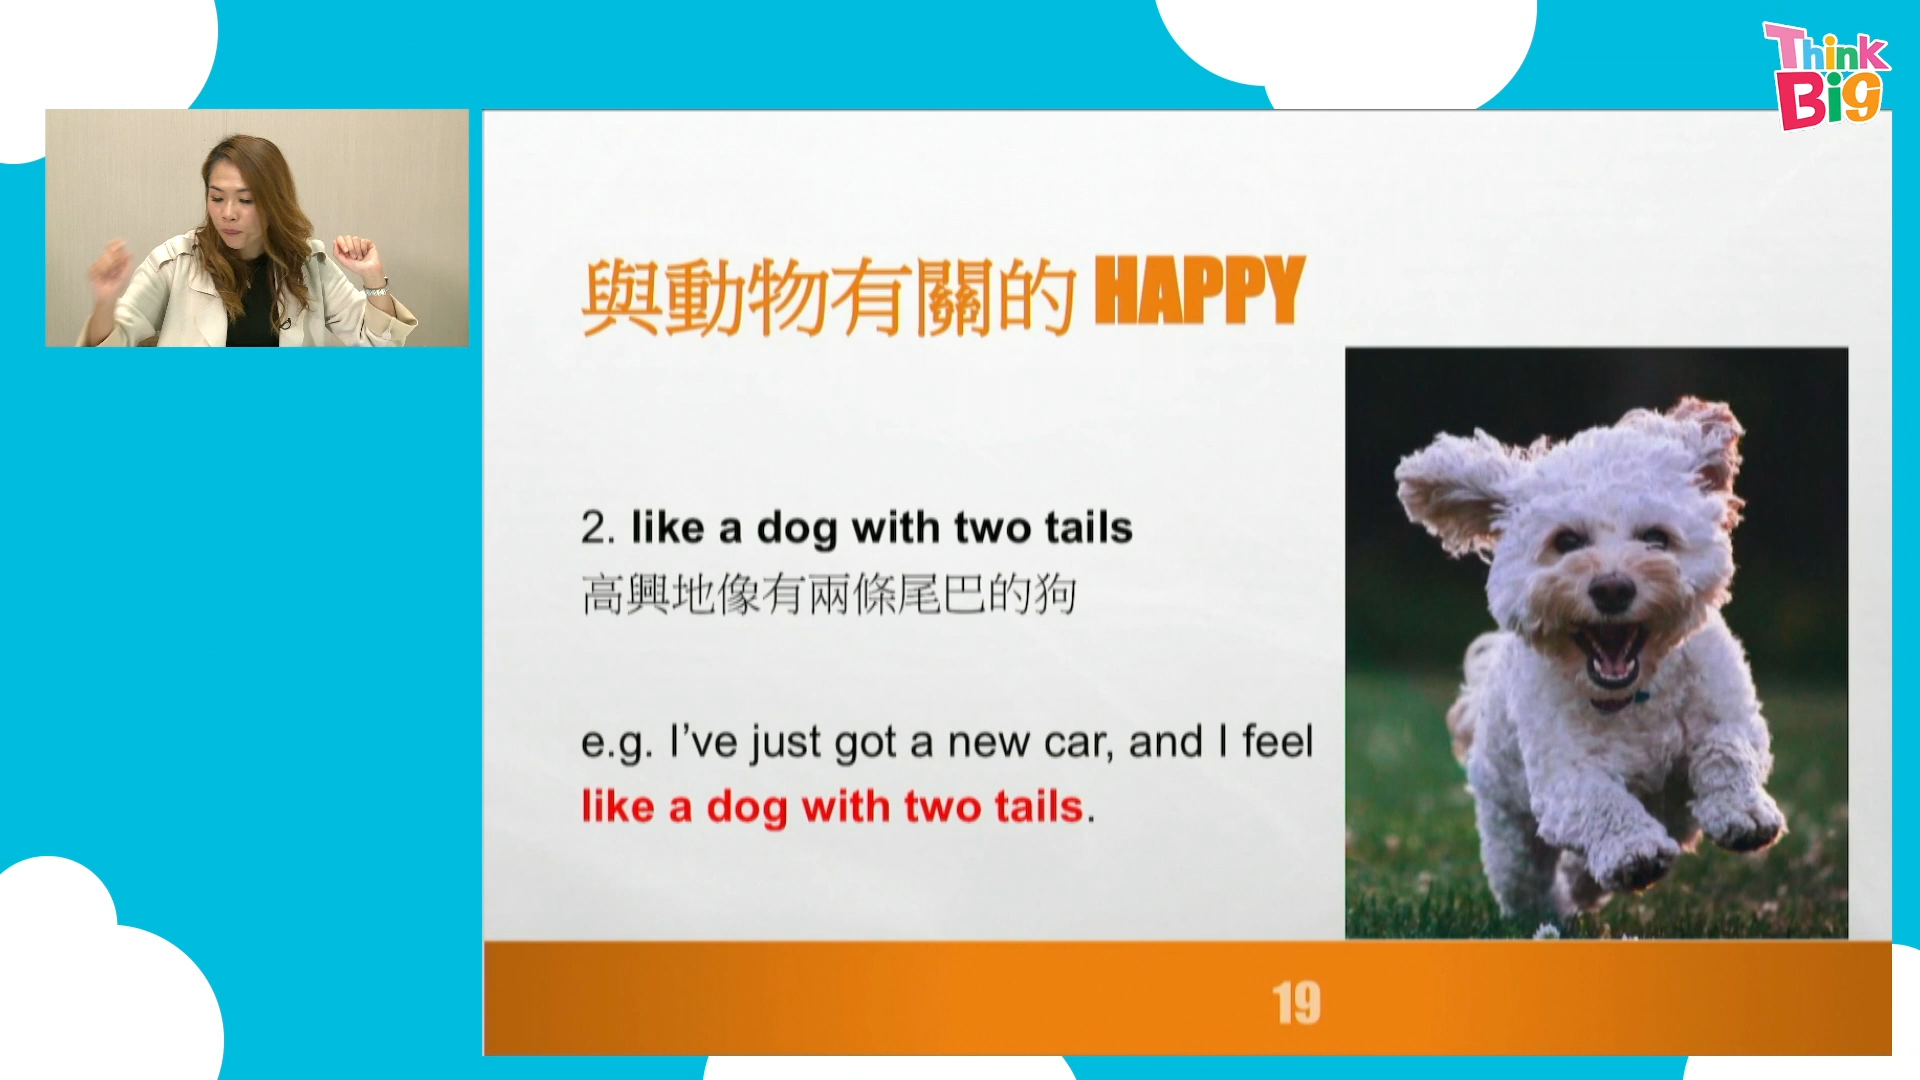 Think
Big
與動物有關的 HAPPY
2. like a dog with two tails
高興地像有兩條尾巴的狗
e.g. I’ve just got a new car, and I feel
like a dog with two tails.
19